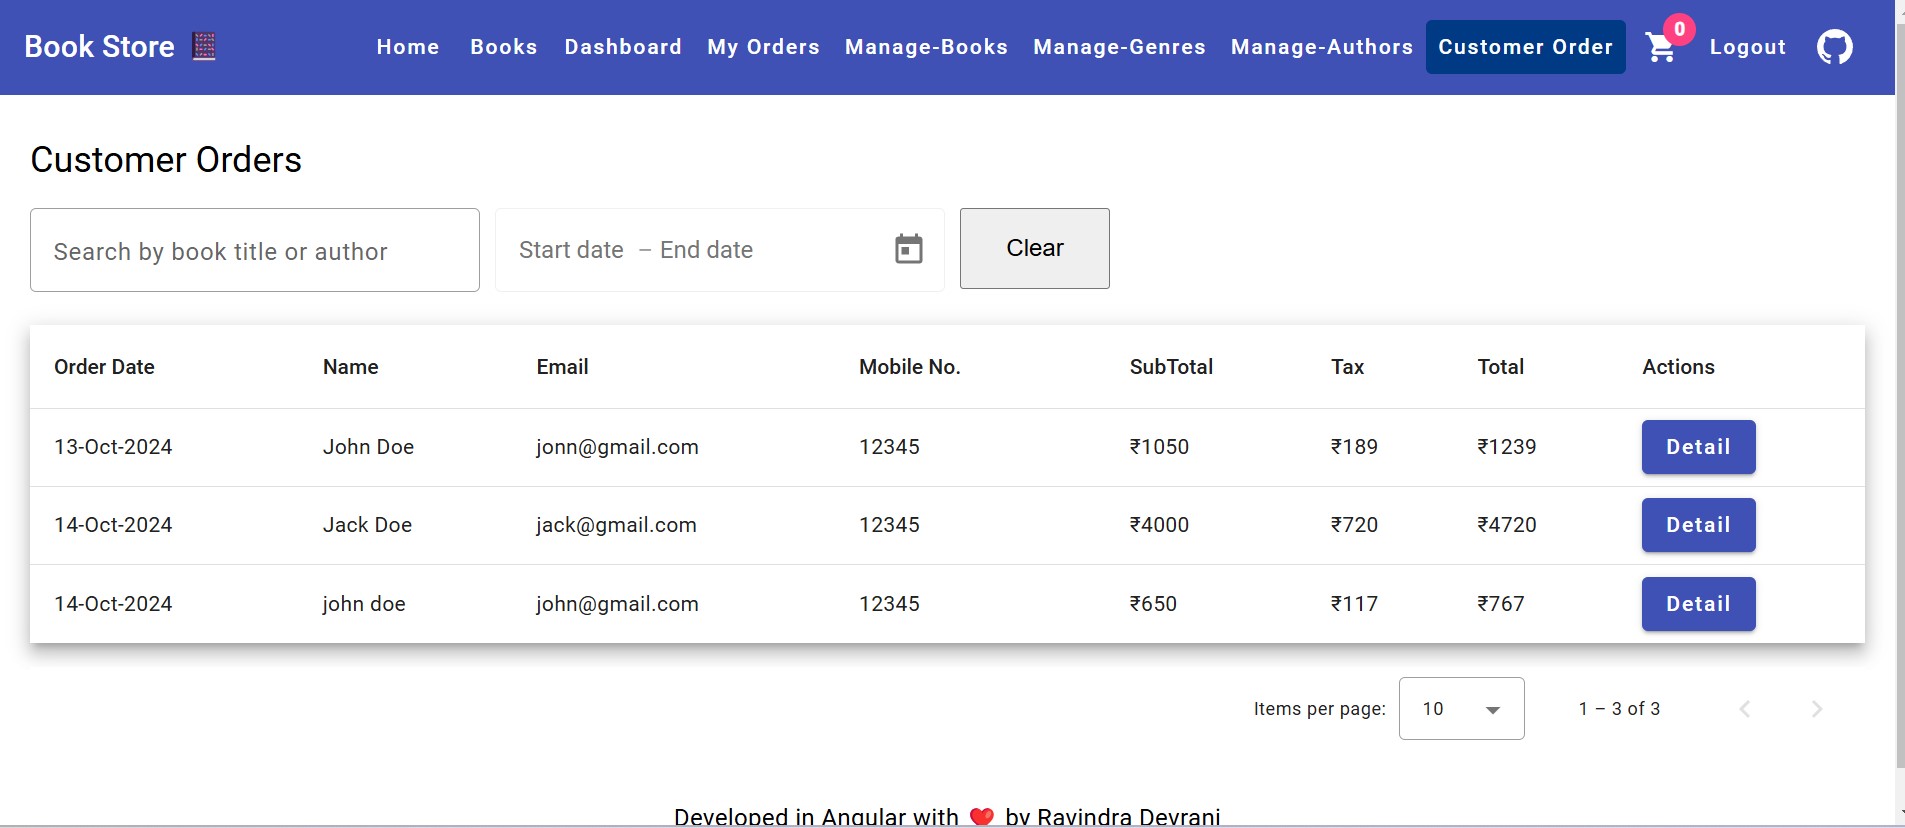 Book Store
Home Books Dashboard My Orders Manage-Books Manage-Genres Manage-Authors Customer Order 0 Logout
Customer Orders
Search by book title or author Start date – End date Clear
Order Date Name Email Mobile No. SubTotal Tax Total Actions
13-Oct-2024 John Doe jonn@gmail.com 12345 ₹1050 ₹189 ₹1239 Detail
14-Oct-2024 Jack Doe jack@gmail.com 12345 ₹4000 ₹720 ₹4720 Detail
14-Oct-2024 john doe john@gmail.com 12345 ₹650 ₹117 ₹767 Detail
Items per page: 10 1 – 3 of 3
Developed in Angular with ❤️ by Ravindra Devrani